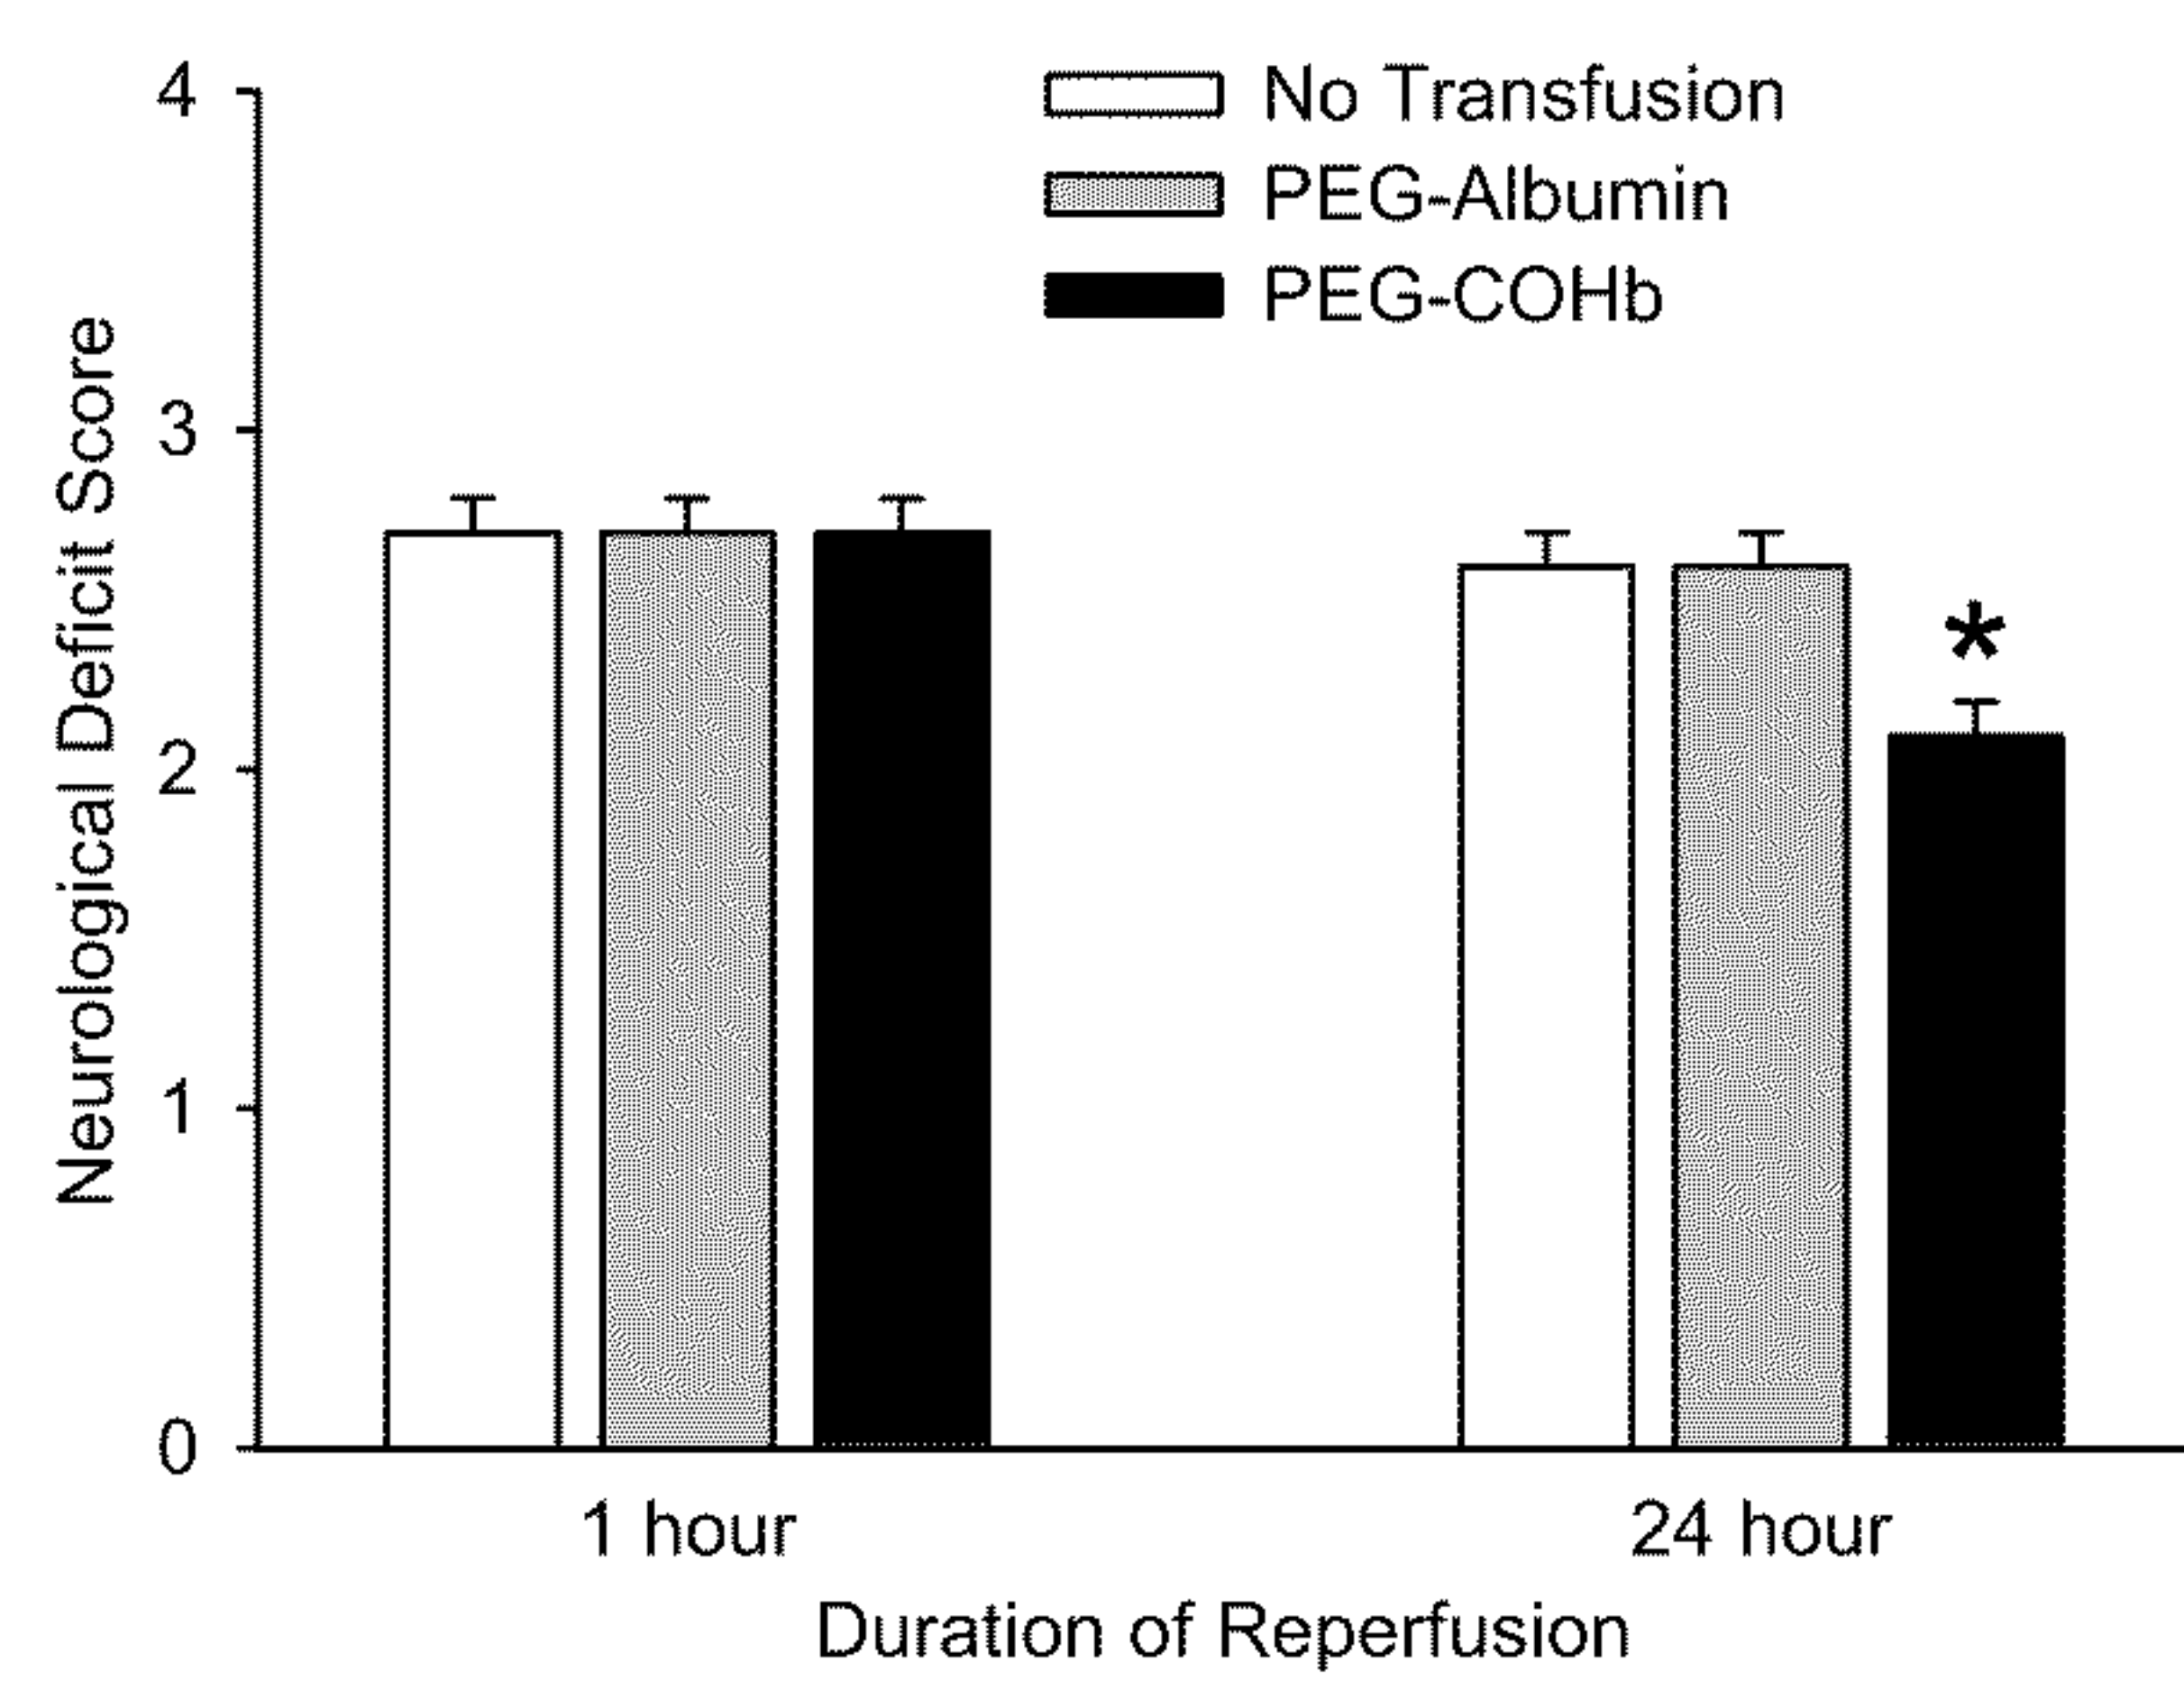 4
3
2
1
0
Neurological Deficit Score
No Transfusion
PEG-Albumin
PEG-COHb
*
1 hour
24 hour
Duration of Reperfusion